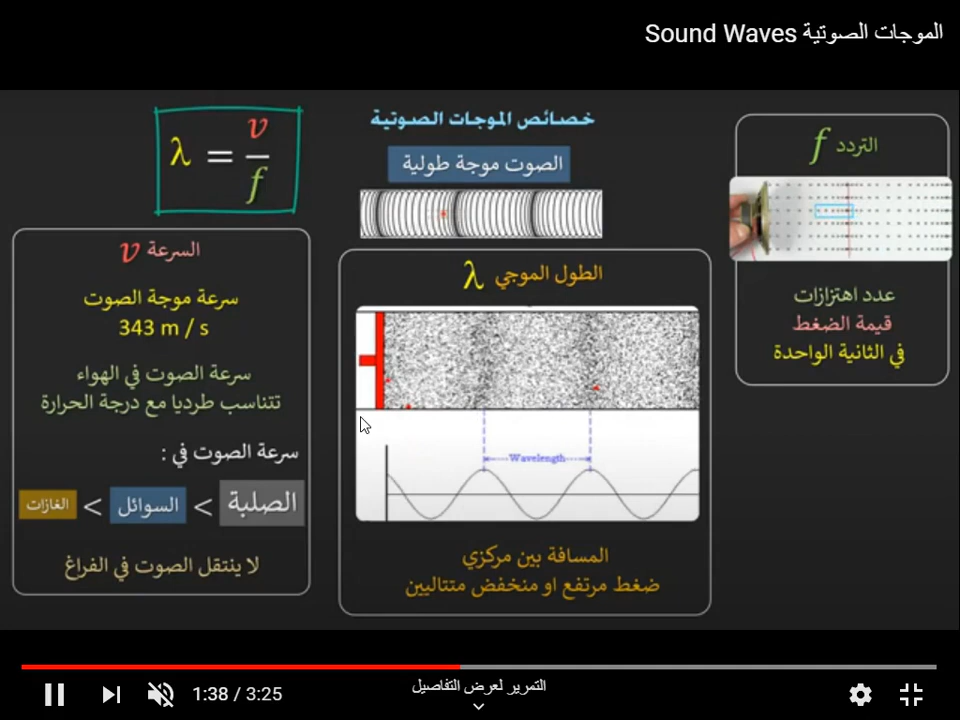 الموجات الصوتية Sound Waves
خصائص الموجات الصوتية
الصوت موجة طولية
التردد f
عدد اهتزازات
قيمة الضغط
في الثانية الواحدة
الطول الموجي λ
Wavelength
المسافة بين مركزي
ضغط مرتفع او منخفض متتاليين
λ = v / f
السرعة v
سرعة موجة الصوت
343 m / s
سرعة الصوت في الهواء
تتناسب طرديا مع درجة الحرارة
سرعة الصوت في :
الصلبة > السوائل > الغازات
لا ينتقل الصوت في الفراغ
التمرير لعرض التفاصيل
1:38 / 3:25